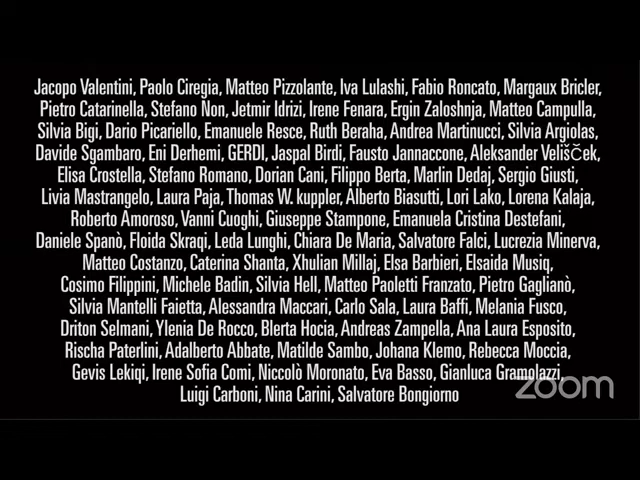 Jacopo Valentini, Paolo Ciregia, Matteo Pizzolante, Iva Lulashi, Fabio Roncato, Margaux Bricler,
Pietro Catarinella, Stefano Non, Jetmir Idrizi, Irene Fenara, Ergin Zaloshnja, Matteo Campulla,
Silvia Bigi, Dario Picariello, Emanuele Resce, Ruth Beraha, Andrea Martinucci, Silvia Argiolas,
Davide Sgambaro, Eni Derhemi, GERDI, Jaspal Birdi, Fausto Jannaccone, Aleksander Velišček,
Elisa Crostella, Stefano Romano, Dorian Cani, Filippo Berta, Marlin Dedaj, Sergio Giusti,
Livia Mastrangelo, Laura Paja, Thomas W. kuppler, Alberto Biasutti, Lori Lako, Lorena Kalaja,
Roberto Amoroso, Vanni Cuoghi, Giuseppe Stampone, Emanuela Cristina Destefani,
Daniele Spanò, Floida Skraqi, Leda Lunghi, Chiara De Maria, Salvatore Falci, Lucrezia Minerva,
Matteo Costanzo, Caterina Shanta, Xhulian Millaj, Elsa Barbieri, Elsaida Musiq,
Cosimo Filippini, Michele Badin, Silvia Hell, Matteo Paoletti Franzato, Pietro Gaglianò,
Silvia Mantelli Faietta, Alessandra Maccari, Carlo Sala, Laura Baffi, Melania Fusco,
Driton Selmani, Ylenia De Rocco, Blerta Hocia, Andreas Zampella, Ana Laura Esposito,
Rischa Paterlini, Adalberto Abbate, Matilde Sambo, Johana Klemo, Rebecca Moccia,
Gevis Lekiqi, Irene Sofia Comi, Niccolò Moronato, Eva Basso, Gianluca Gramolazzi,
Luigi Carboni, Nina Carini, Salvatore Bongiorno
zoom